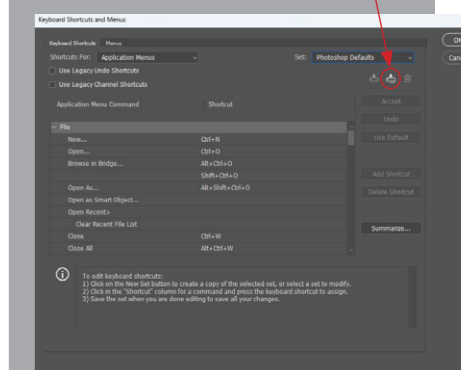 Keyboard Shortcuts and Menus
Keyboard Shortcuts Menus
Shortcuts For: Application Menus Set: Photoshop Defaults
Use Legacy Undo Shortcuts
Use Legacy Channel Shortcuts
Application Menu Command Shortcut
File
New... Ctrl+N
Open... Ctrl+O
Browse in Bridge... Alt+Ctrl+O
Shift+Ctrl+O
Open As... Alt+Shift+Ctrl+O
Open as Smart Object...
Open Recent>
Clear Recent File List
Close Ctrl+W
Close All Alt+Ctrl+W
OK
Canc
Accept
Undo
Use Default
Add Shortcut
Delete Shortcut
Summarize...
To edit keyboard shortcuts:
1) Click on the New Set button to create a copy of the selected set, or select a set to modify.
2) Click in the "Shortcut" column for a command and press the keyboard shortcut to assign.
3) Save the set when you are done editing to save all your changes.